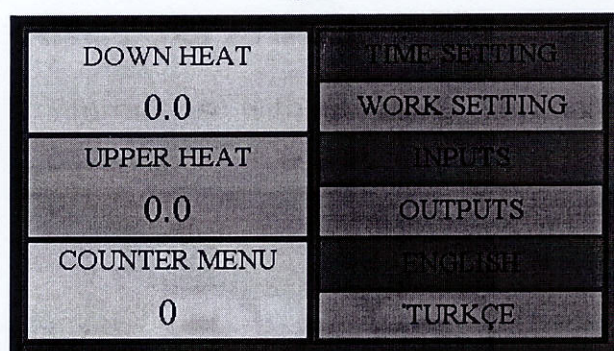 DOWN HEAT
0.0
UPPER HEAT
0.0
COUNTER MENU
0
TIME SETTING
WORK SETTING
INPUTS
OUTPUTS
ENGLISH
TURKÇE